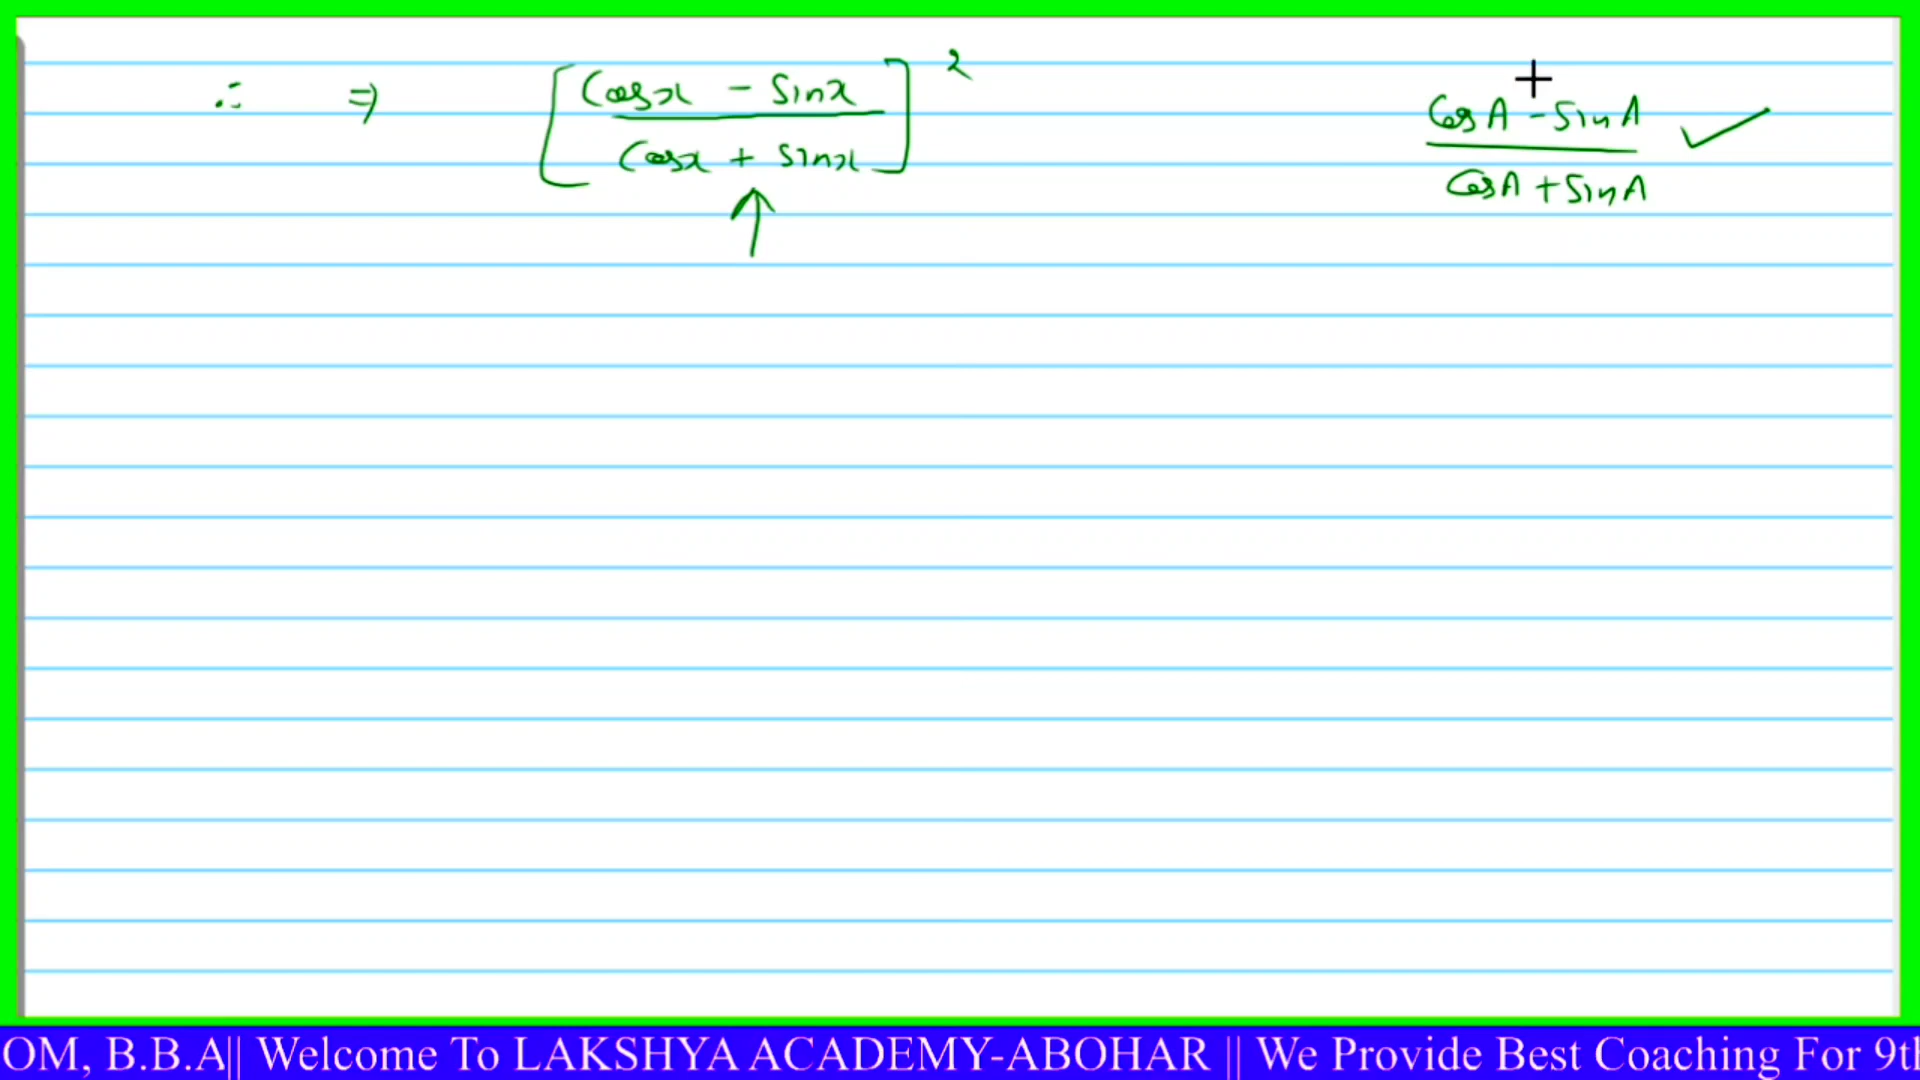 ∴ ⇒ [ (cosx - sinx) / (cosx + sinx) ]²
CosA - SinA ✓
CosA + SinA
OM, B.B.A|| Welcome To LAKSHYA ACADEMY-ABOHAR || We Provide Best Coaching For 9th